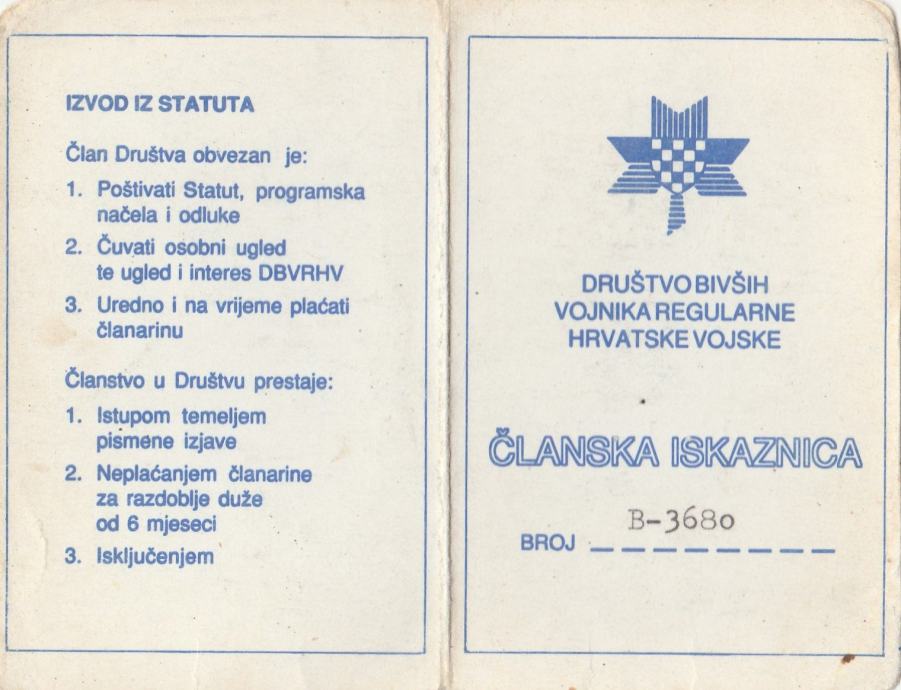 IZVOD IZ STATUTA
Član Društva obvezan je:
1. Poštivati Statut, programska
načela i odluke
2. Čuvati osobni ugled
te ugled i interes DBVRHV
3. Uredno i na vrijeme plaćati
članarinu
Članstvo u Društvu prestaje:
1. Istupom temeljem
pismene izjave
2. Neplaćanjem članarine
za razdoblje duže
od 6 mjeseci
3. Isključenjem
DRUŠTVO BIVŠIH
VOJNIKA REGULARNE
HRVATSKE VOJSKE
ČLANSKA ISKAZNICA
B-3680
BROJ